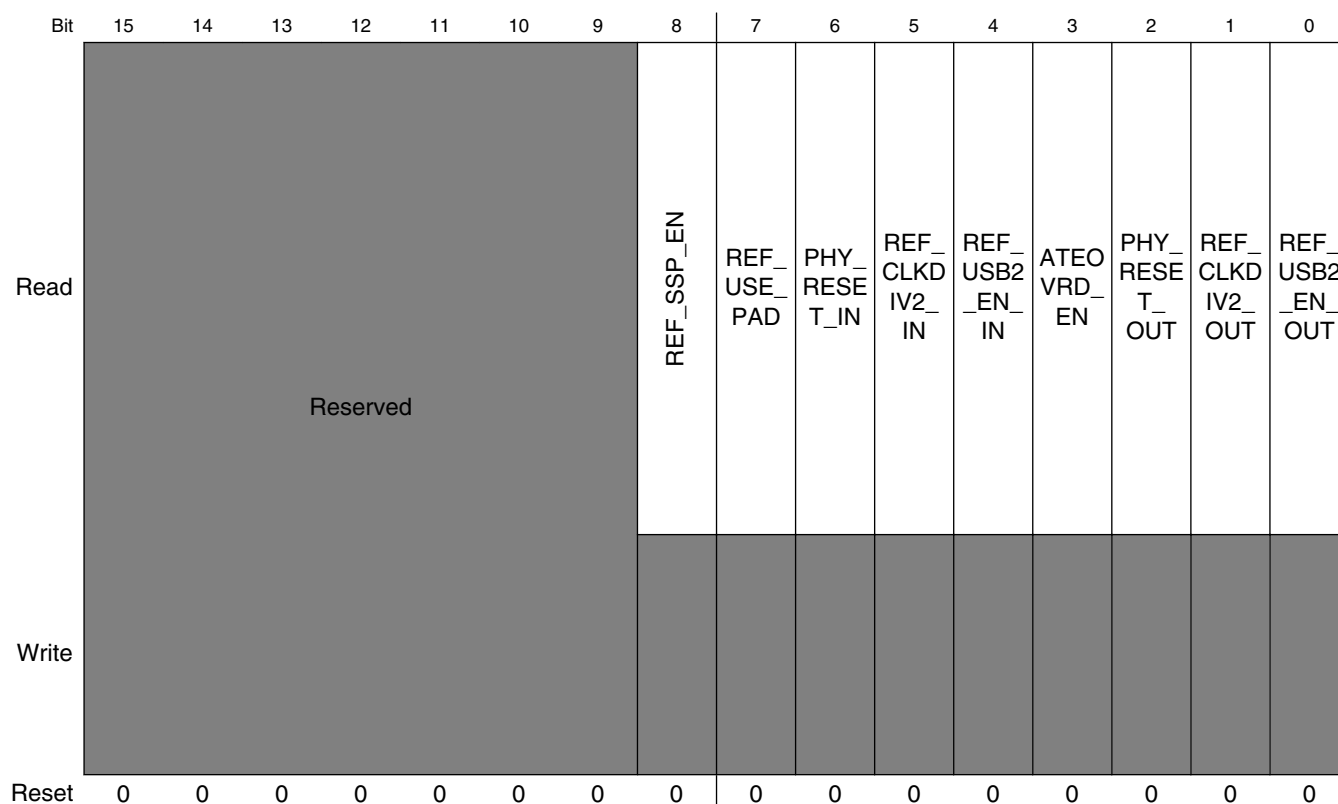 Bit 15 14 13 12 11 10 9 8 7 6 5 4 3 2 1 0
Read
Reserved
REF_SSP_EN
REF_
USE_
PAD
PHY_
RESE
T_IN
REF_
CLKD
IV2_
IN
REF_
USB2
_EN_
IN
ATEO
VRD_
EN
PHY_
RESE
T_
OUT
REF_
CLKD
IV2_
OUT
REF_
USB2
_EN_
OUT
Write
Reset 0 0 0 0 0 0 0 0 0 0 0 0 0 0 0 0